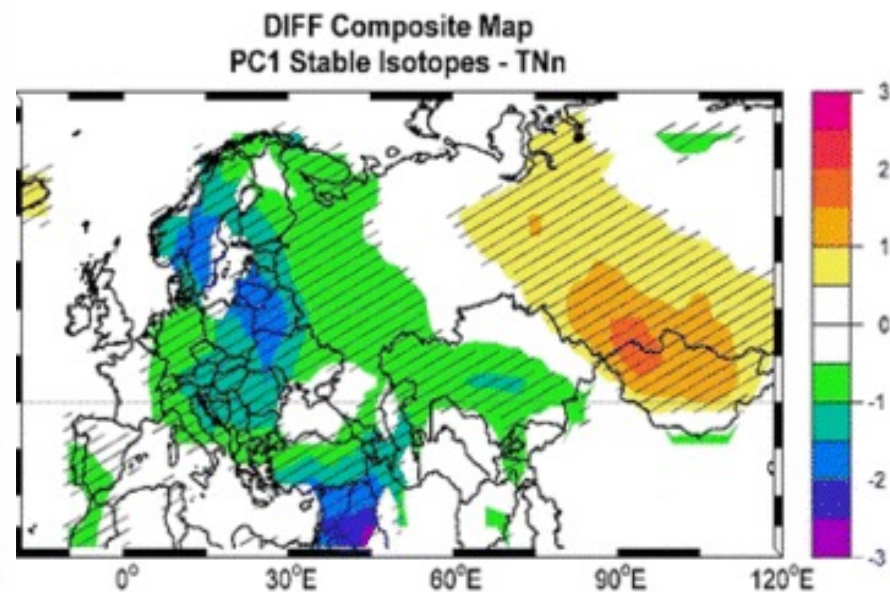 DIFF Composite Map
PC1 Stable Isotopes - TNn
3
2
1
0
-1
-2
-3
0°
30°E
60°E
90°E
120°E